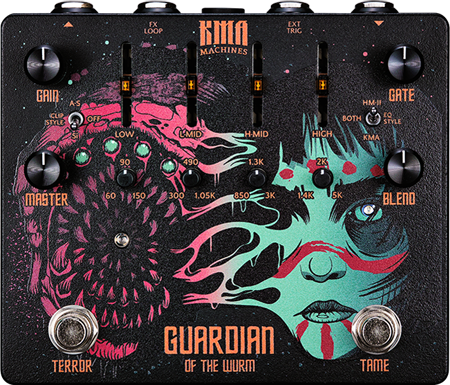 FX
LOOP
KMA
MACHINES
EXT
TRIG
GAIN
GATE
A-S
(CLIP)
STYLE
OFF
SI
LOW
L-MID
H-MID
HIGH
HM-II
BOTH
EQ
STYLE
KMA
MASTER
90
60
150
490
300
1.05K
1.3K
850
3K
2K
1.4K
5K
BLEND
GUARDIAN
OF THE WURM
TERROR
TAME